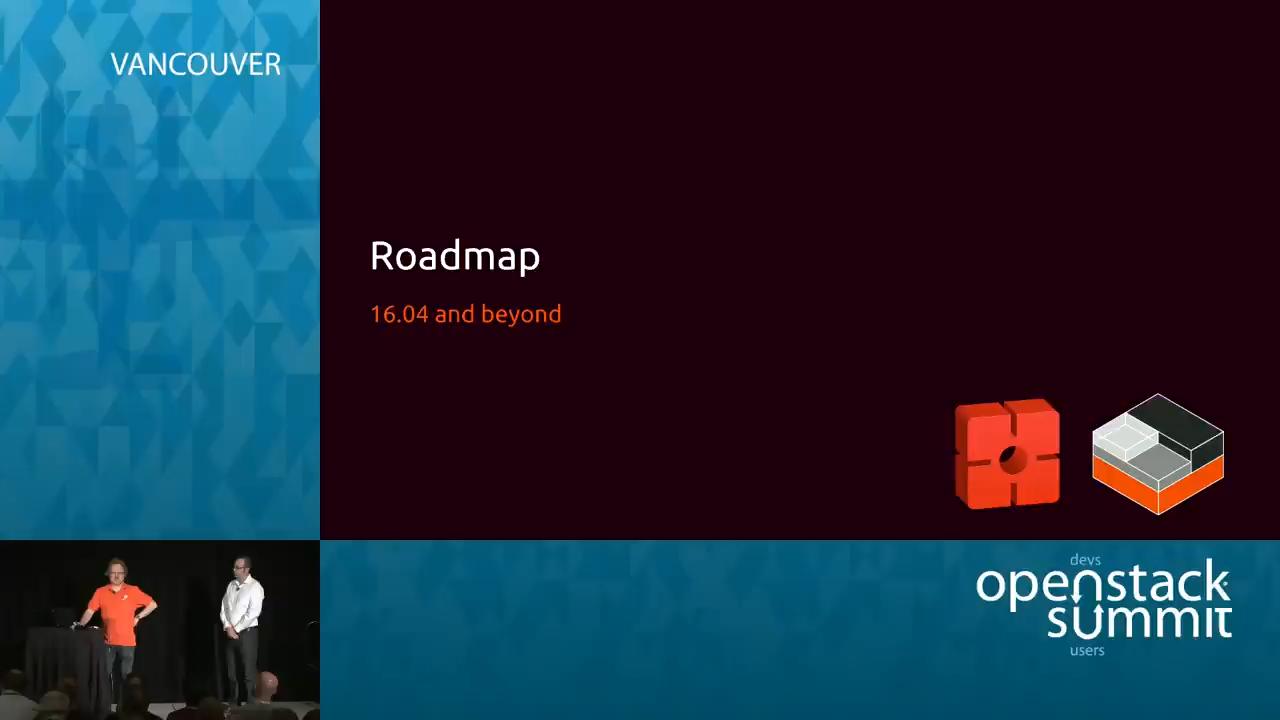 VANCOUVER
Roadmap
16.04 and beyond
devs
openstack
summit
users